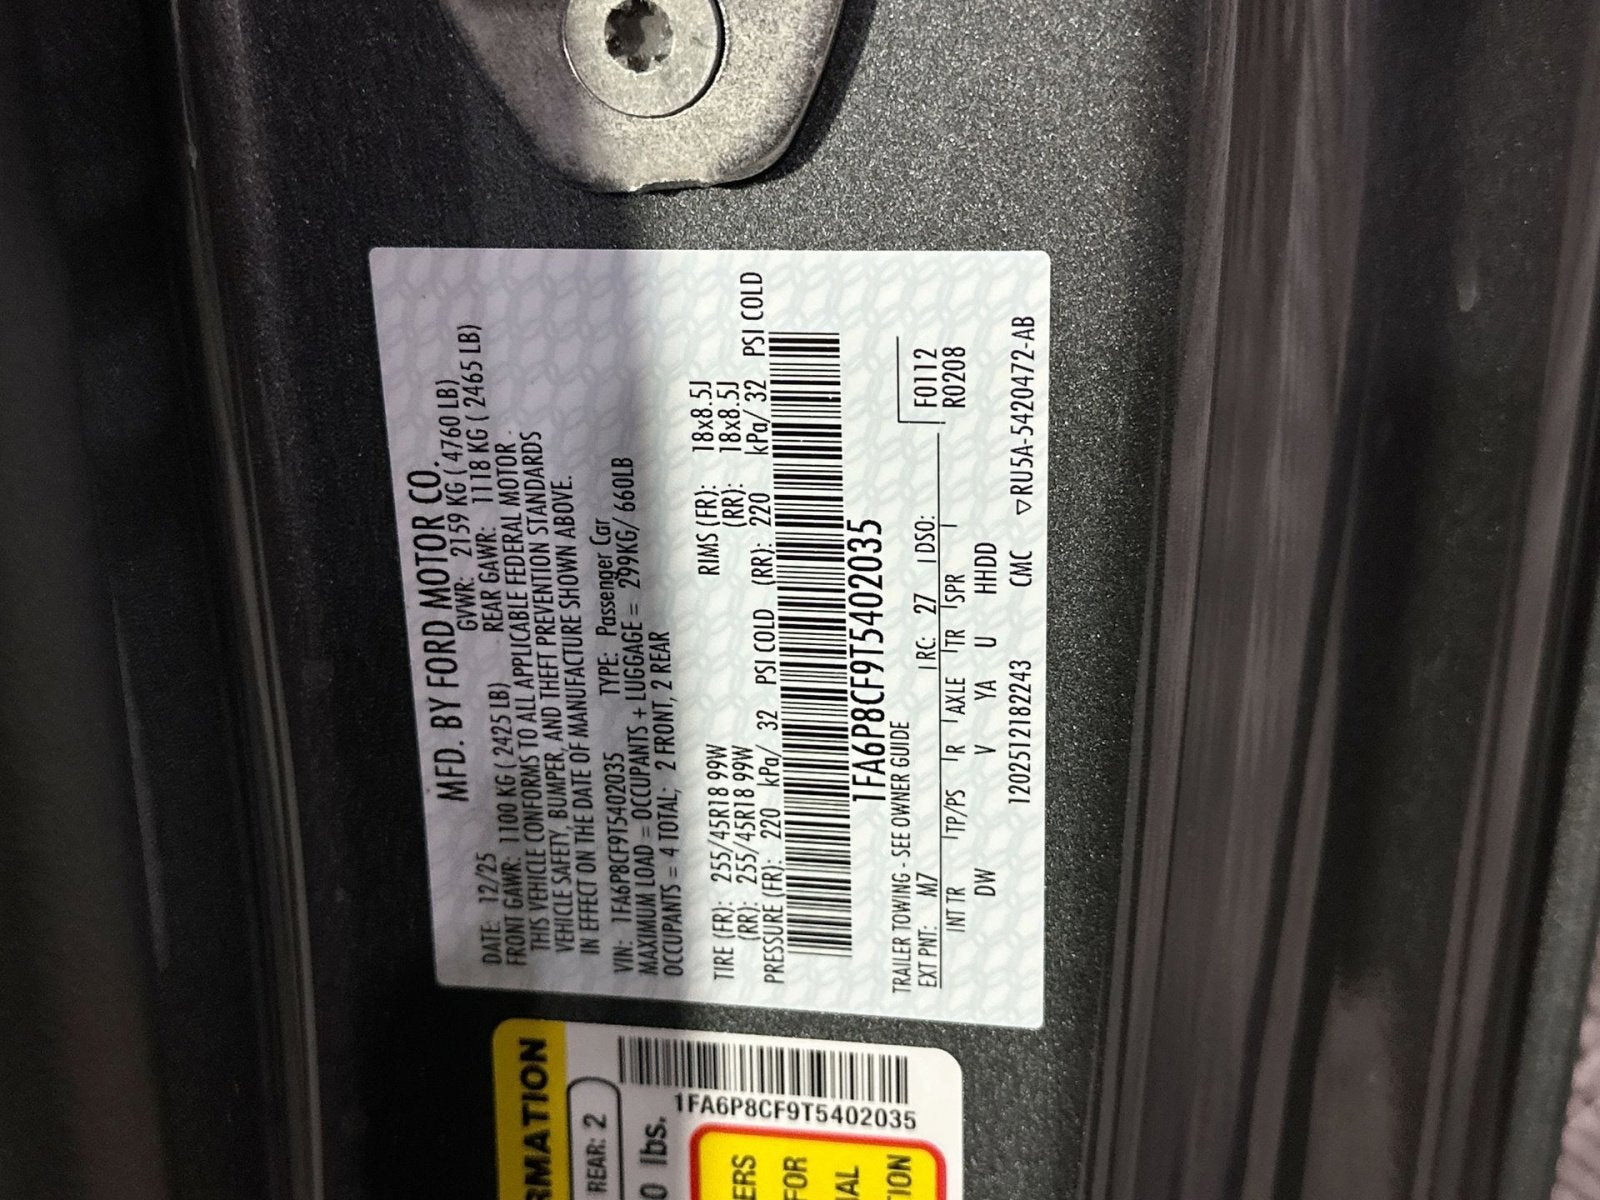 MFD. BY FORD MOTOR CO.
DATE: 12/25 GVWR: 2159 KG ( 4760 LB)
FRONT GAWR: 1100 KG ( 2425 LB) REAR GAWR: 1118 KG ( 2465 LB)
THIS VEHICLE CONFORMS TO ALL APPLICABLE FEDERAL MOTOR
VEHICLE SAFETY, BUMPER, AND THEFT PREVENTION STANDARDS
IN EFFECT ON THE DATE OF MANUFACTURE SHOWN ABOVE.
VIN: 1FA6P8CF9T5402035 TYPE: Passenger Car
MAXIMUM LOAD = OCCUPANTS + LUGGAGE = 299KG/ 660LB
OCCUPANTS = 4 TOTAL; 2 FRONT, 2 REAR
TIRE (FR): 255/45R18 99W RIMS (FR): 18x8.5J
(RR): 255/45R18 99W (RR): 18x8.5J
PRESSURE (FR): 220 kPa/ 32 PSI COLD (RR): 220 kPa/ 32 PSI COLD
1FA6P8CF9T5402035
TRAILER TOWING - SEE OWNER GUIDE
EXT PNT: M7 RC: 27 DSO: F0112
R0208
INT TR TP/PS R AXLE TR SPR
DW V YA U HHDD
1202512182243 CMC ▽RU5A-5420472-AB
RMATION
REAR: 2
0 lbs.
1FA6P8CF9T5402035
ERS
FOR
IAL
ION